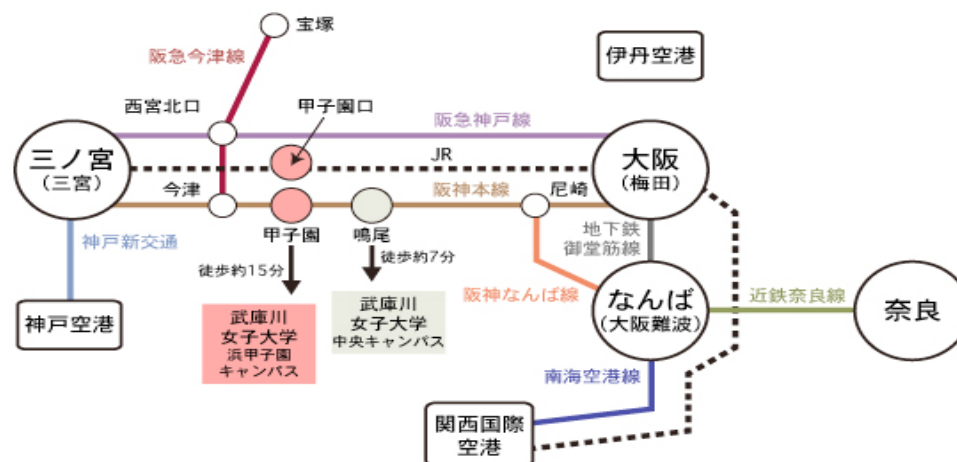 宝塚
阪急今津線
伊丹空港
西宮北口
甲子園口
阪急神戸線
三ノ宮
(三宮)
JR
大阪
(梅田)
今津
阪神本線
尼崎
甲子園
鳴尾
地下鉄
御堂筋線
神戸新交通
徒歩約15分
徒歩約7分
阪神なんば線
なんば
(大阪難波)
近鉄奈良線
奈良
神戸空港
武庫川
女子大学
浜甲子園
キャンパス
武庫川
女子大学
中央キャンパス
南海空港線
関西国際
空港